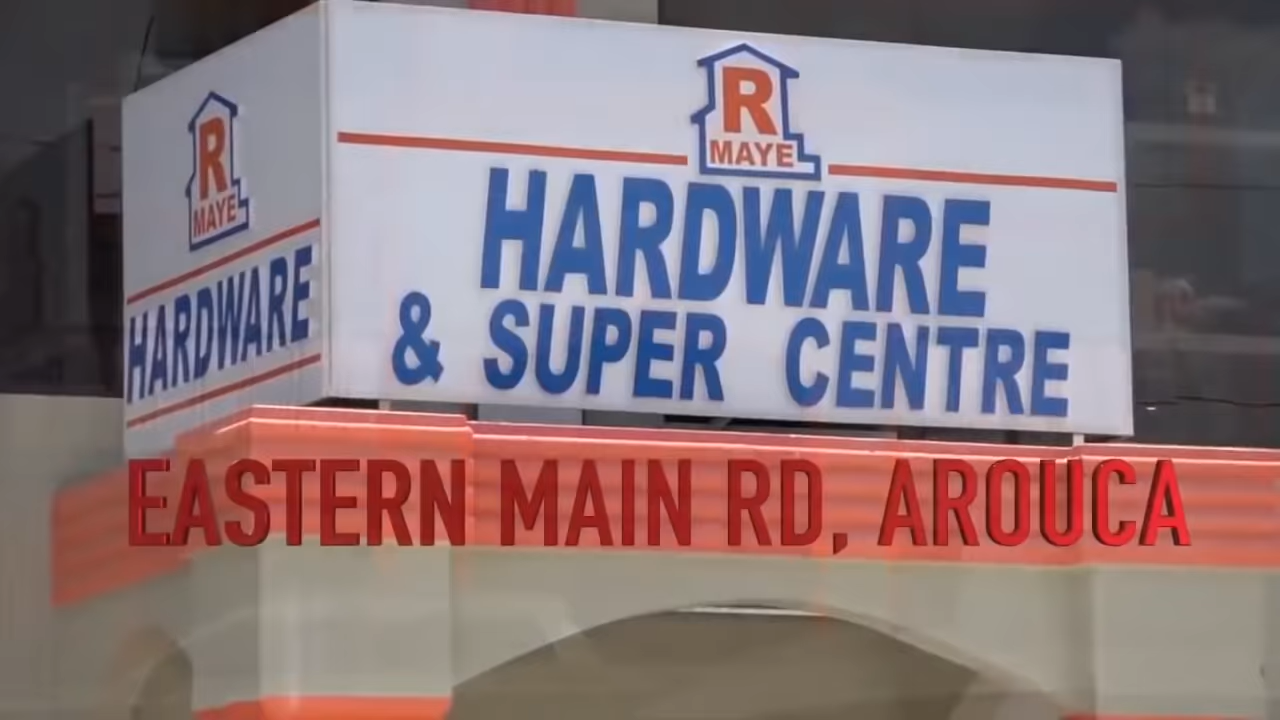 R
MAYE
HARDWARE
R
MAYE
HARDWARE
& SUPER CENTRE
EASTERN MAIN RD, AROUCA